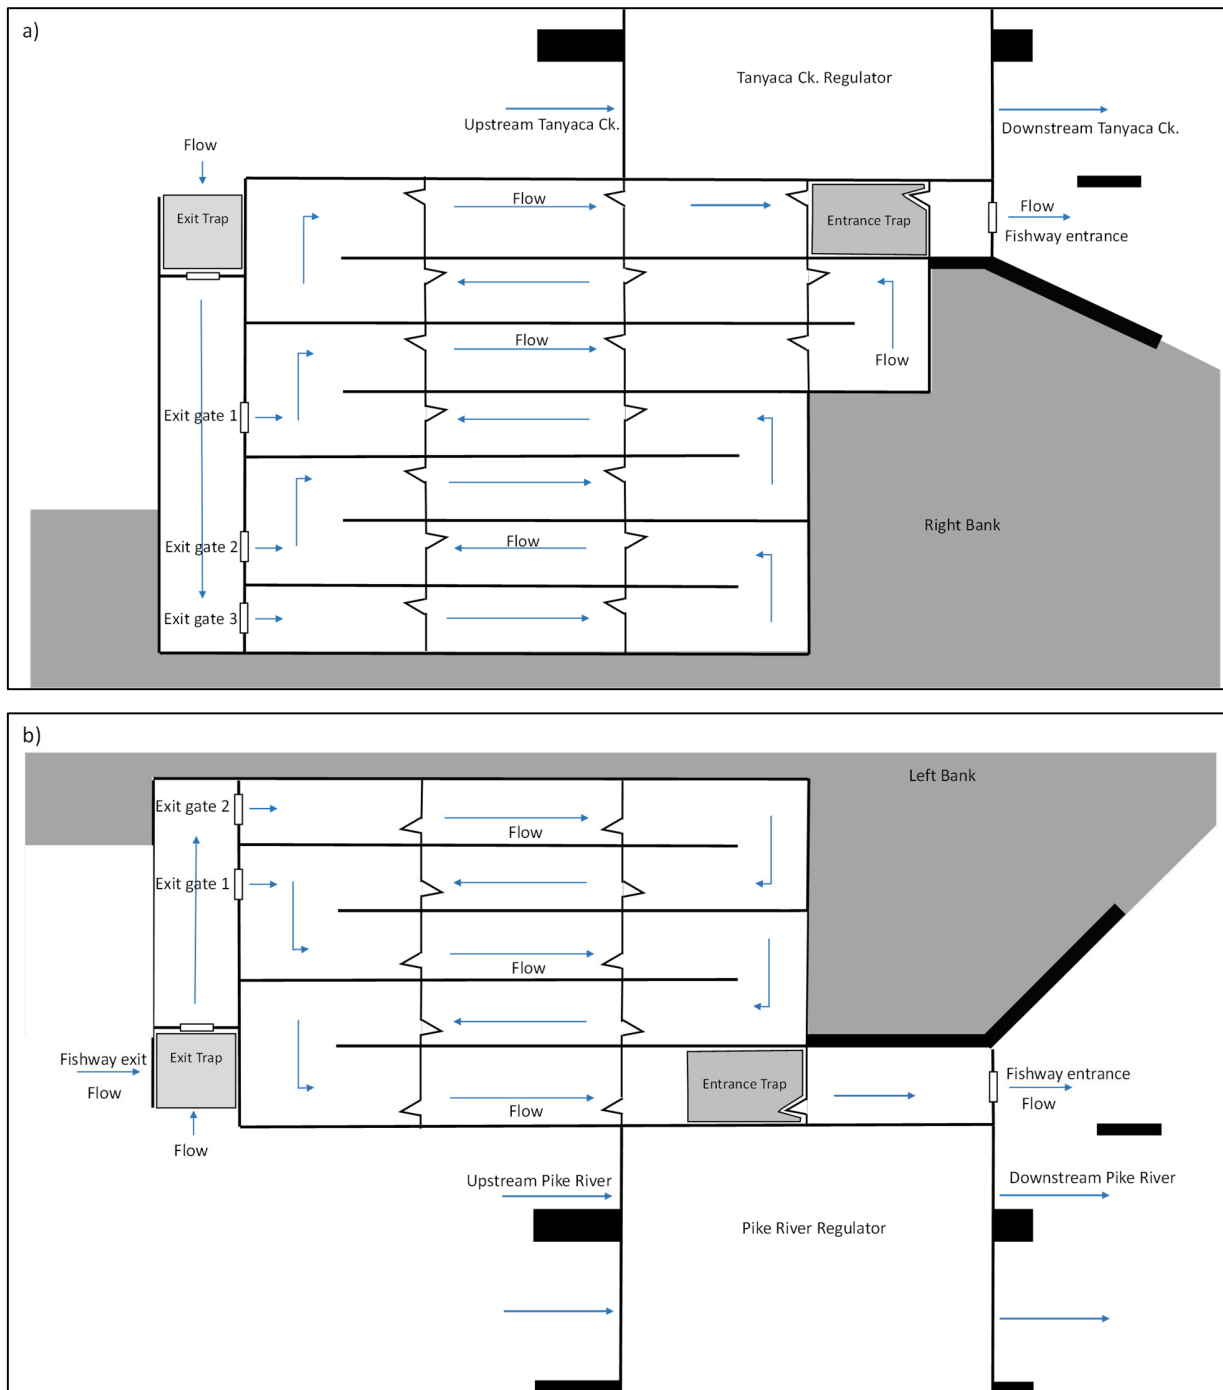 a)
Tanyaca Ck. Regulator
Upstream Tanyaca Ck.
Downstream Tanyaca Ck.
Flow
Exit Trap
Flow
Entrance Trap
Flow
Fishway entrance
Flow
Flow
Exit gate 1
Exit gate 2
Flow
Right Bank
Exit gate 3
b)
Left Bank
Exit gate 2
Flow
Exit gate 1
Flow
Fishway exit
Flow
Exit Trap
Entrance Trap
Fishway entrance
Flow
Flow
Flow
Upstream Pike River
Downstream Pike River
Pike River Regulator